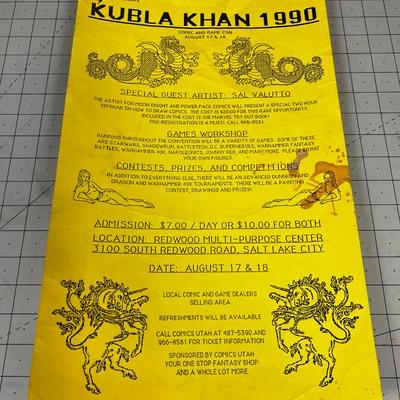 KUBLA KHAN 1990
COMIC AND GAME CON
AUGUST 17 & 18
SPECIAL GUEST ARTIST: SAL VALUTTO
THE ARTIST FOR MOON KNIGHT AND POWER PACK COMICS WILL PRESENT A SPECIAL TWO HOUR
SEMINAR ON HOW TO DRAW COMICS. THE COST IS $20.00 FOR THIS RARE OPPORTUNITY.
INCLUDED IN THE COST IS THE MARVEL TRY OUT BOOK!
PRE-REGISTRATION IS A MUST! CALL 966-8581
GAMES WORKSHOP
RUNNING THROUGHOUT THE CONVENTION WILL BE A VARIETY OF GAMES. SOME OF THESE
ARE STARWARS, SHADOWRUN, BATTLETECH, D.C. SUPERHEROES, WARHAMMER FANTASY
BATTLES, WARHAMMER 40K, NAPOLEONICS, JOHNNY REB, AND MANY MORE. PLEASE BRING
YOUR OWN FIGURES.
CONTESTS, PRIZES, AND COMPETITIONS
IN ADDITION TO EVERYTHING ELSE, THERE WILL BE AN ADVANCED DUNGEON AND
DRAGON AND WARHAMMER 40K TOURNAMENTS. THERE WILL BE A PAINTING
CONTEST, DRAWINGS AND PRIZES!
ADMISSION: $7.00 / DAY OR $10.00 FOR BOTH
LOCATION: REDWOOD MULTI-PURPOSE CENTER
3100 SOUTH REDWOOD ROAD, SALT LAKE CITY
DATE: AUGUST 17 & 18
LOCAL COMIC AND GAME DEALERS
SELLING AREA
REFRESHMENTS WILL BE AVAILABLE
CALL COMICS UTAH AT 487-5390 AND
966-8581 FOR TICKET INFORMATION
SPONSORED BY COMICS UTAH
YOUR ONE STOP FANTASY SHOP
AND A WHOLE LOT MORE